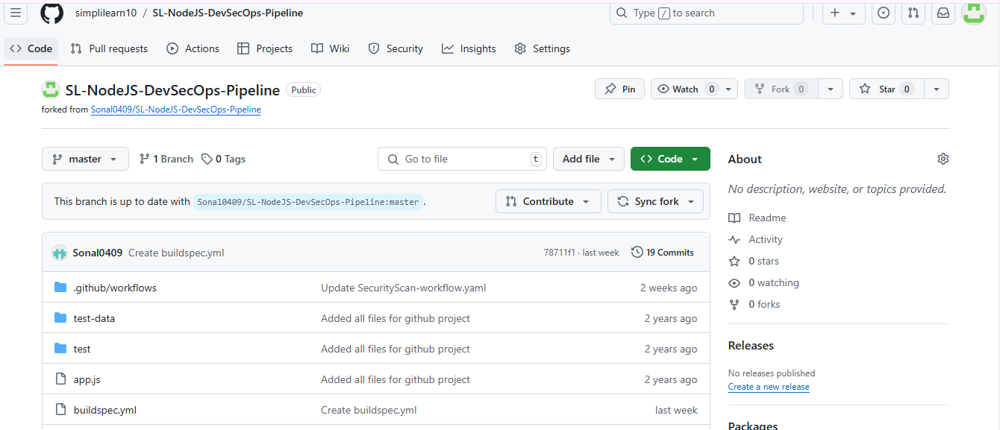 simplilearn10 / SL-NodeJS-DevSecOps-Pipeline
Type / to search
Code Pull requests Actions Projects Wiki Security Insights Settings
SL-NodeJS-DevSecOps-Pipeline Public
Pin Watch 0 Fork 0 Star 0
forked from Sonal0409/SL-NodeJS-DevSecOps-Pipeline
master 1 Branch 0 Tags
Go to file t Add file Code
This branch is up to date with Sonal0409/SL-NodeJS-DevSecOps-Pipeline:master .
Contribute Sync fork
Sonal0409 Create buildspec.yml 78711f1 · last week 19 Commits
.github/workflows Update SecurityScan-workflow.yaml 2 weeks ago
test-data Added all files for github project 2 years ago
test Added all files for github project 2 years ago
app.js Added all files for github project 2 years ago
buildspec.yml Create buildspec.yml last week
About
No description, website, or topics provided.
Readme
Activity
0 stars
0 watching
0 forks
Releases
No releases published
Create a new release
Packages